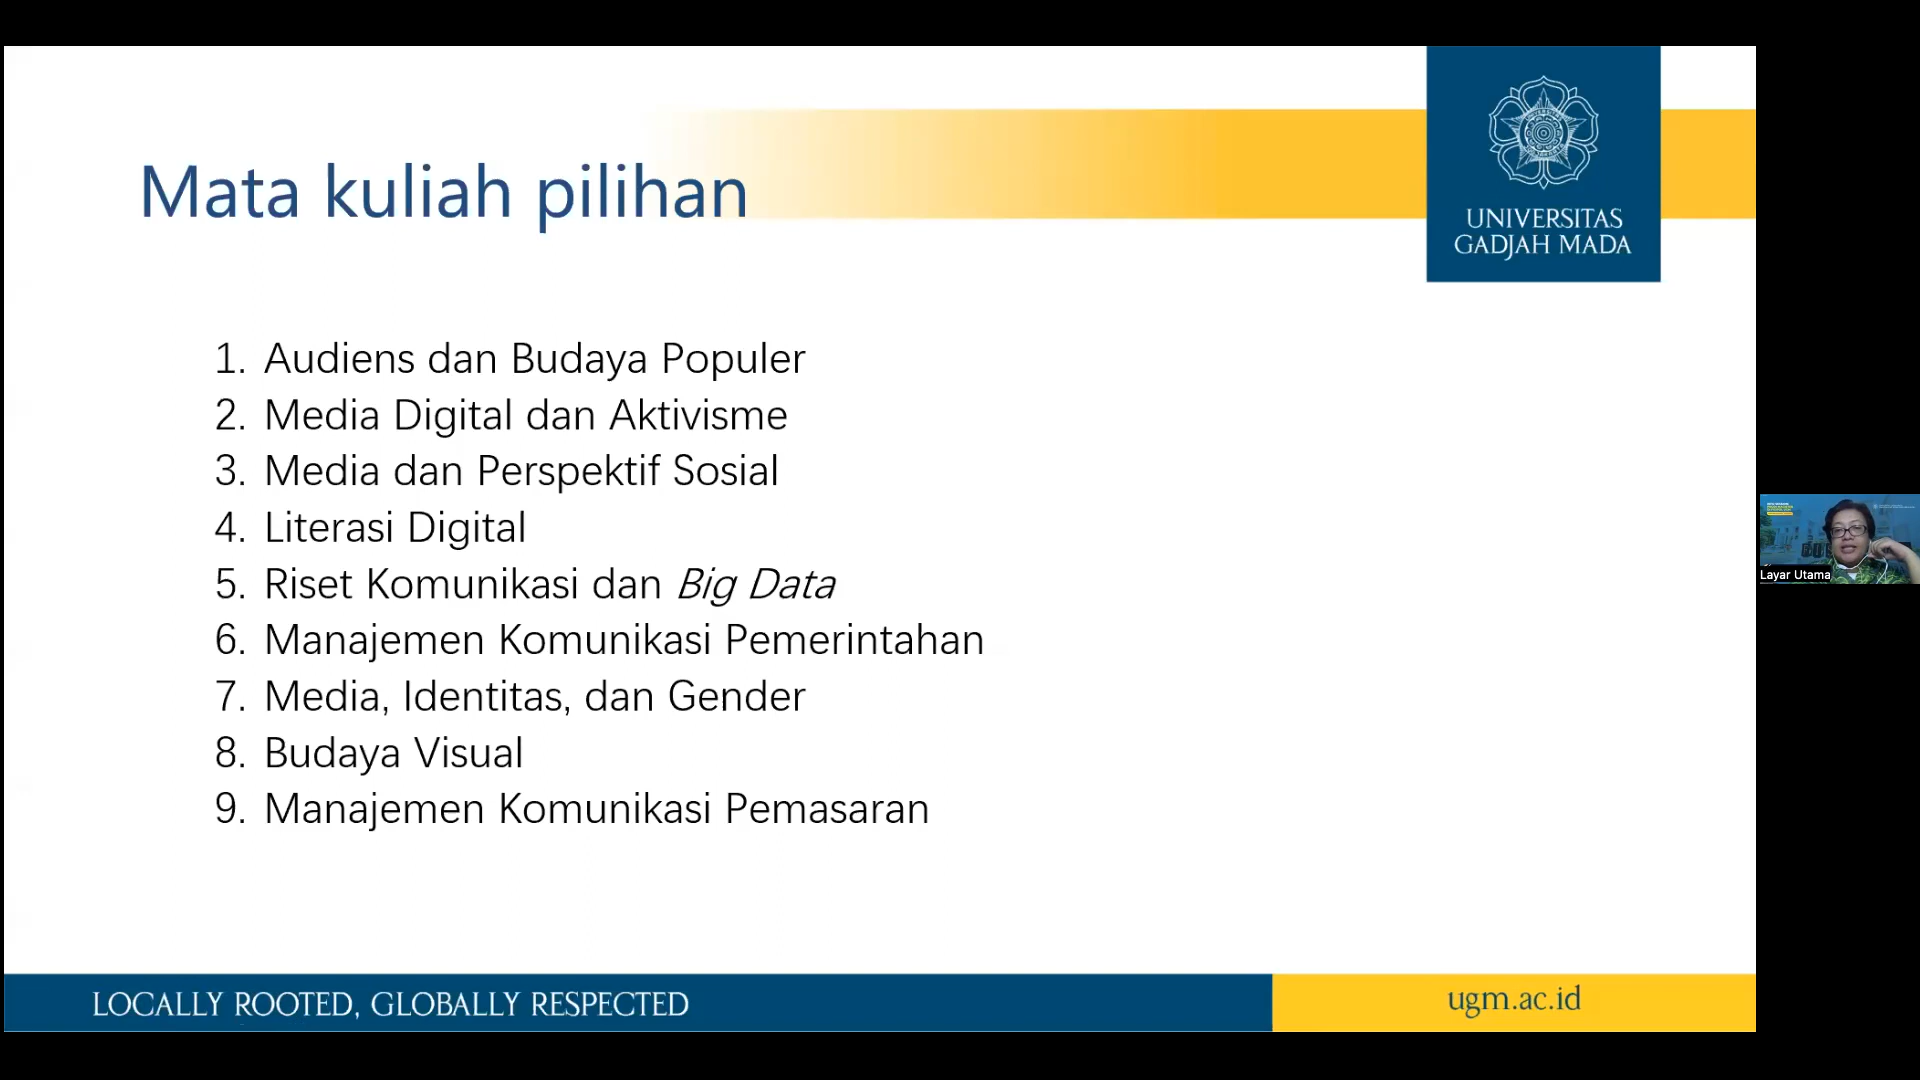 Mata kuliah pilihan
UNIVERSITAS
GADJAH MADA
1. Audiens dan Budaya Populer
2. Media Digital dan Aktivisme
3. Media dan Perspektif Sosial
4. Literasi Digital
5. Riset Komunikasi dan Big Data
6. Manajemen Komunikasi Pemerintahan
7. Media, Identitas, dan Gender
8. Budaya Visual
9. Manajemen Komunikasi Pemasaran
Layar Utama
LOCALLY ROOTED, GLOBALLY RESPECTED
ugm.ac.id